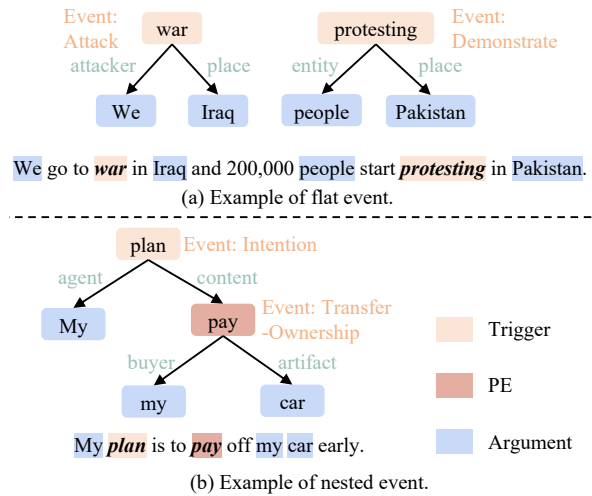 Event:
Attack
war
attacker
place
We
Iraq
protesting
Event:
Demonstrate
entity
place
people
Pakistan
We go to war in Iraq and 200,000 people start protesting in Pakistan.
(a) Example of flat event.
plan
Event: Intention
agent
content
My
pay
Event: Transfer
-Ownership
buyer
artifact
my
car
My plan is to pay off my car early.
(b) Example of nested event.
Trigger
PE
Argument